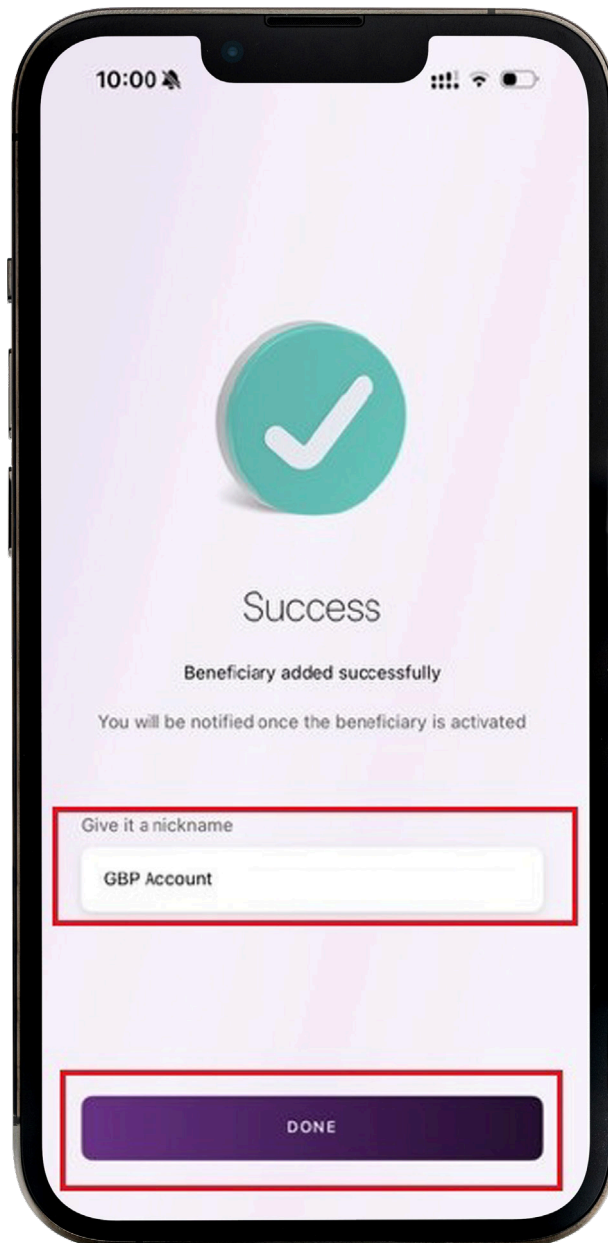 10:00
Success
Beneficiary added successfully
You will be notified once the beneficiary is activated
Give it a nickname
GBP Account
DONE